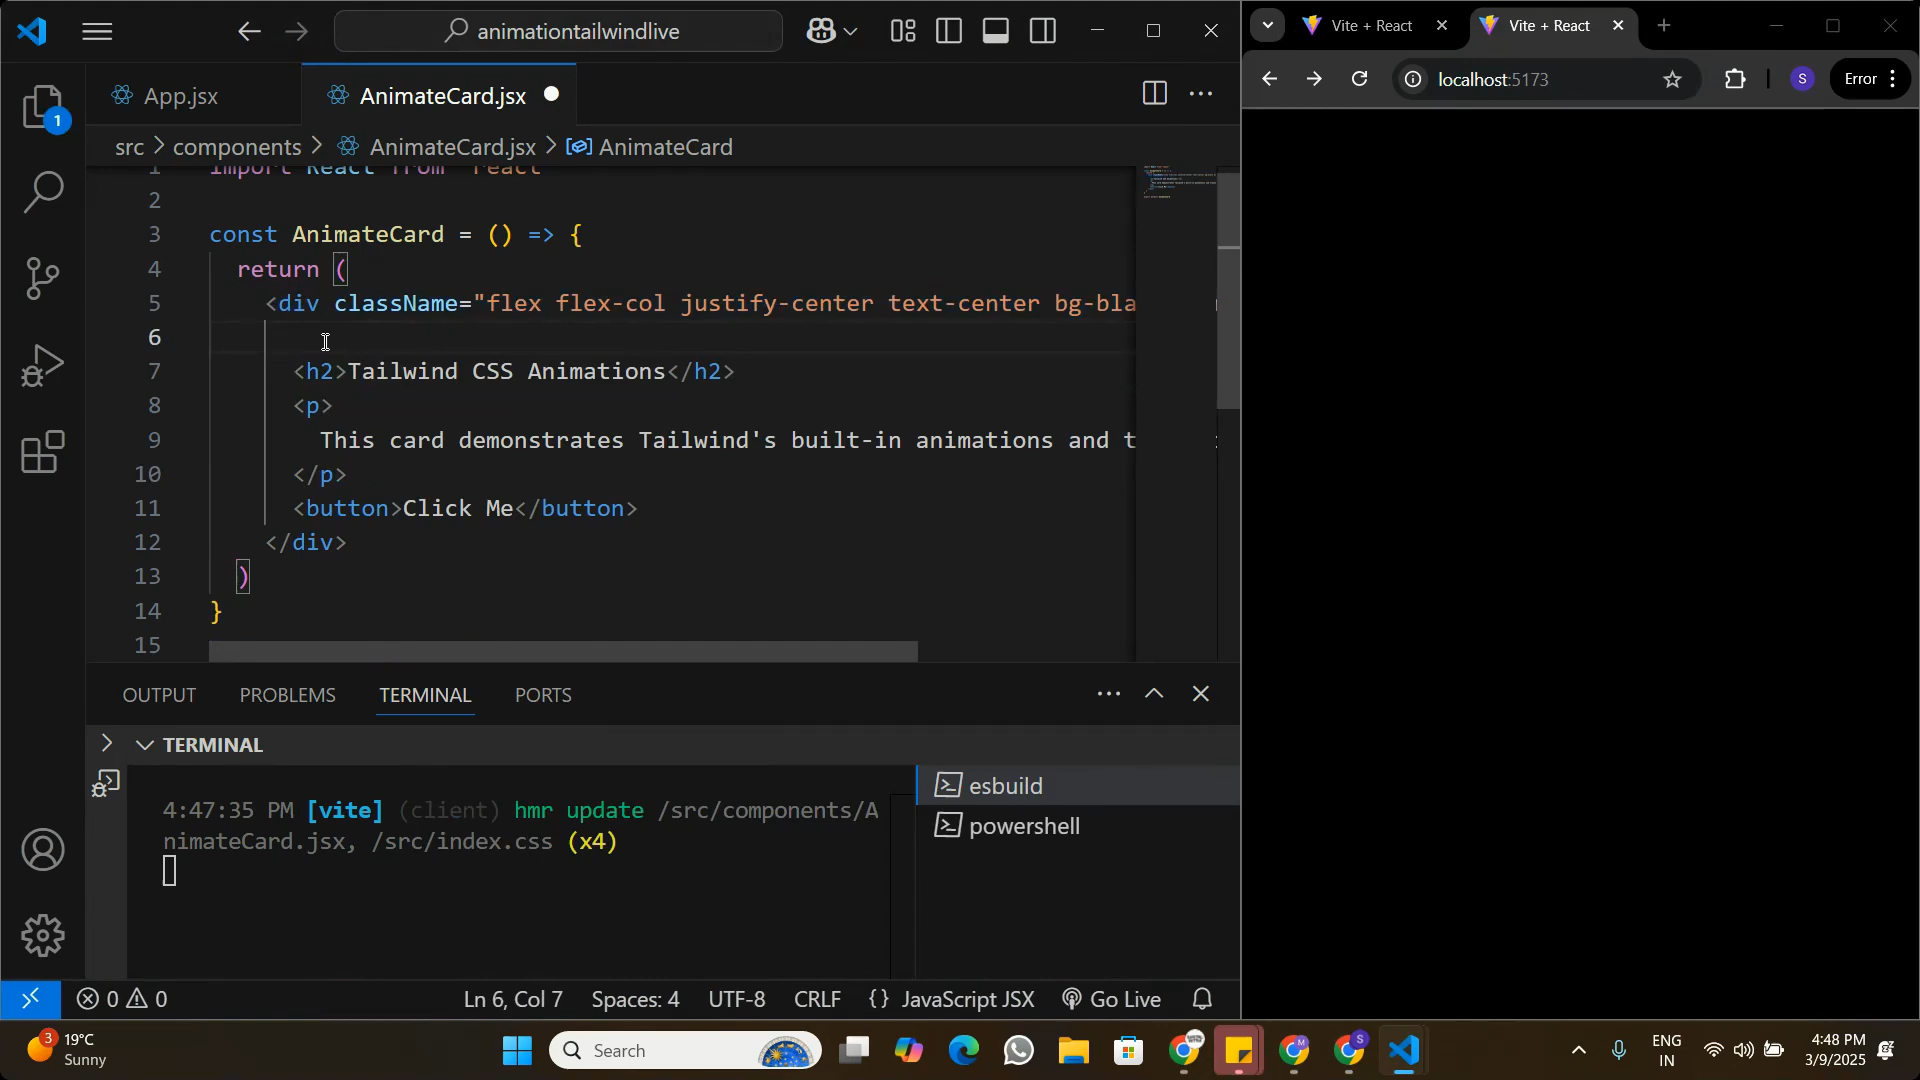 animationtailwindlive
App.jsx
AnimateCard.jsx
src > components > AnimateCard.jsx > AnimateCard
1 import React from 'react'
2
3 const AnimateCard = () => {
4 return (
5 <div className="flex flex-col justify-center text-center bg-bla
6
7 <h2>Tailwind CSS Animations</h2>
8 <p>
9 This card demonstrates Tailwind's built-in animations and t
10 </p>
11 <button>Click Me</button>
12 </div>
13 )
14 }
15
OUTPUT PROBLEMS TERMINAL PORTS
TERMINAL
4:47:35 PM [vite] (client) hmr update /src/components/A
nimateCard.jsx, /src/index.css (x4)
esbuild
powershell
0 0 Ln 6, Col 7 Spaces: 4 UTF-8 CRLF {} JavaScript JSX Go Live
Vite + React
Vite + React
localhost:5173
S
Error
1
3
19°C
Sunny
Search
ENG
IN
4:48 PM
3/9/2025